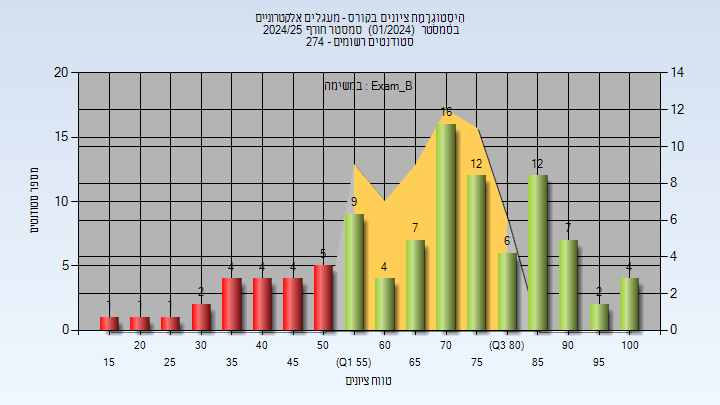 היסטוגרמת ציונים בקורס - מעגלים אלקטרוניים
בסמסטר (01/2024) סמסטר חורף 2024/25
סטודנטים רשומים - 274
במשימה : Exam_B
מספר סטודנטים
20
15
10
5
0
14
12
10
8
6
4
2
0
1 1 1 2 4 4 4 5 9 4 7 16 12 6 12 7 2 4
20 30 40 50 60 70 (Q3 80) 90 100
15 25 35 45 (Q1 55) 65 75 85 95
טווח ציונים